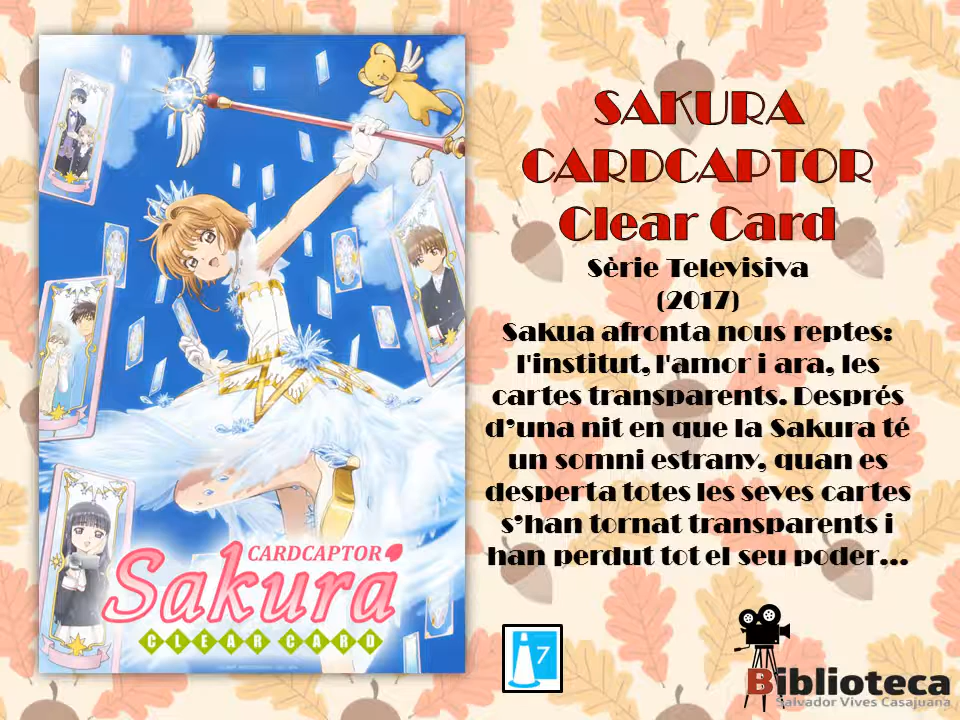 SAKURA
CARDCAPTOR
Clear Card
Sèrie Televisiva
(2017)
Sakua afronta nous reptes:
l'institut, l'amor i ara, les
cartes transparents. Després
d’una nit en que la Sakura té
un somni estrany, quan es
desperta totes les seves cartes
s’han tornat transparents i
han perdut tot el seu poder...
CARDCAPTOR
Sakura
CLEAR CARD
7
Biblioteca
Salvador Vives Casajuana